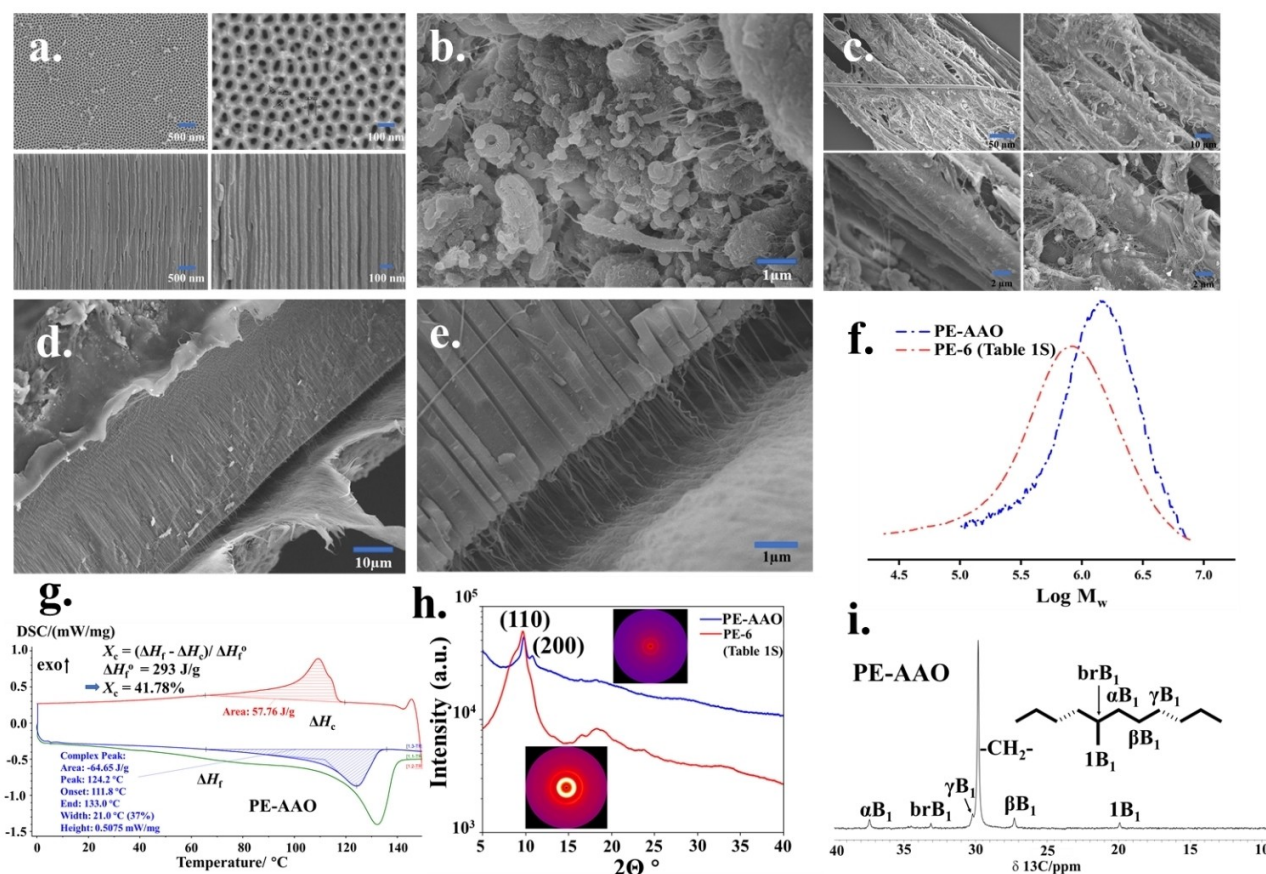 a.
500 nm
100 nm
500 nm
100 nm
b.
1µm
c.
50 µm
10 µm
2 µm
2 µm
d.
10µm
e.
1µm
f.
PE-AAO
PE-6 (Table 1S)
4.5 5.0 5.5 6.0 6.5 7.0
Log Mw
g.
DSC/(mW/mg)
exo↑
Xc = (ΔHf - ΔHc)/ ΔHf°
ΔHf° = 293 J/g
Xc = 41.78%
1.0
0.5
0.0
-0.5
-1.0
-1.5
Area: 57.76 J/g
ΔHc
Complex Peak:
Area: -64.65 J/g
Peak: 124.2 °C
Onset: 111.8 °C
End: 133.0 °C
Width: 21.0 °C (37%)
Height: 0.5075 mW/mg
ΔHf
PE-AAO
0 20 40 60 80 100 120 140
Temperature/ °C
h.
10⁵
10⁴
10³
Intensity (a.u.)
(110)
(200)
PE-AAO
PE-6
(Table 1S)
5 10 15 20 25 30 35 40
2Θ °
i.
PE-AAO
brB1
αB1
γB1
βB1
1B1
-CH2-
αB1
brB1
γB1
βB1
1B1
40 30 20 10
δ 13C/ppm